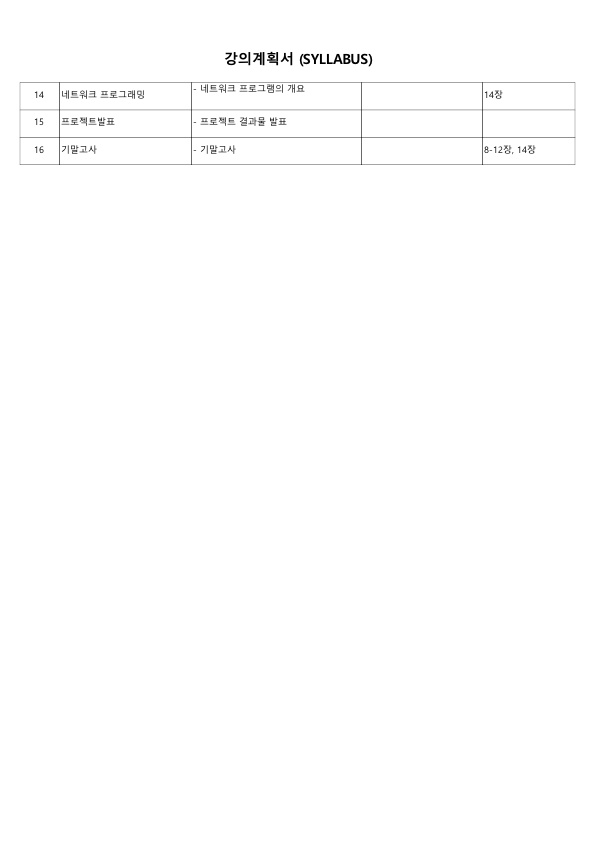 강의계획서 (SYLLABUS)
14 네트워크 프로그래밍 - 네트워크 프로그램의 개요 14장
15 프로젝트발표 - 프로젝트 결과물 발표
16 기말고사 - 기말고사 8-12장, 14장